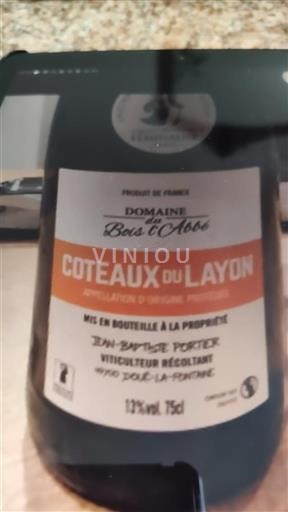 PRODUIT DE FRANCE
DOMAINE
du
Bois l'Abbé
VINIOU
COTEAUX DU LAYON
APPELLATION D'ORIGINE PROTÉGÉE
MIS EN BOUTEILLE À LA PROPRIÉTÉ
JEAN-BAPTISTE PORTIER
VITICULTEUR RÉCOLTANT
49700 DOUÉ-LA-FONTAINE
13%vol. 75cl